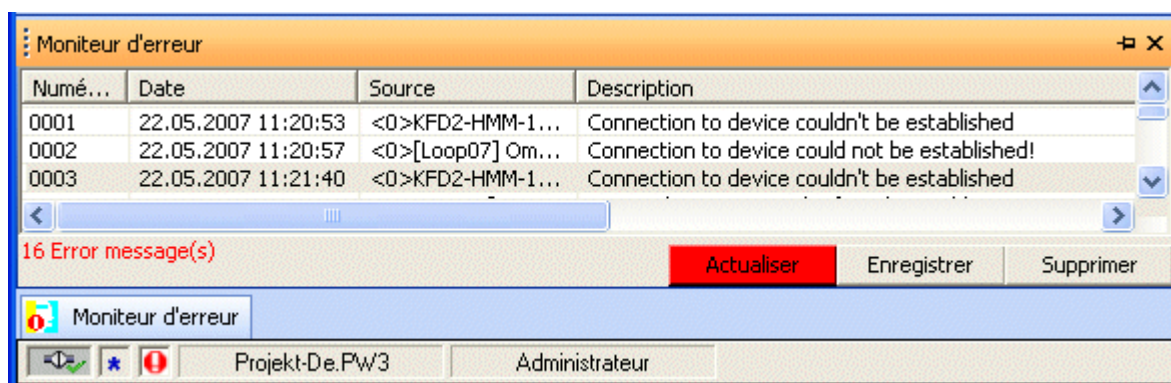 Moniteur d'erreur
Numé... Date Source Description
0001 22.05.2007 11:20:53 <0>KFD2-HMM-1... Connection to device couldn't be established
0002 22.05.2007 11:20:57 <0>[Loop07] Om... Connection to device could not be established!
0003 22.05.2007 11:21:40 <0>KFD2-HMM-1... Connection to device couldn't be established
16 Error message(s)
Actualiser Enregistrer Supprimer
Moniteur d'erreur
Projekt-De.PW3 Administrateur